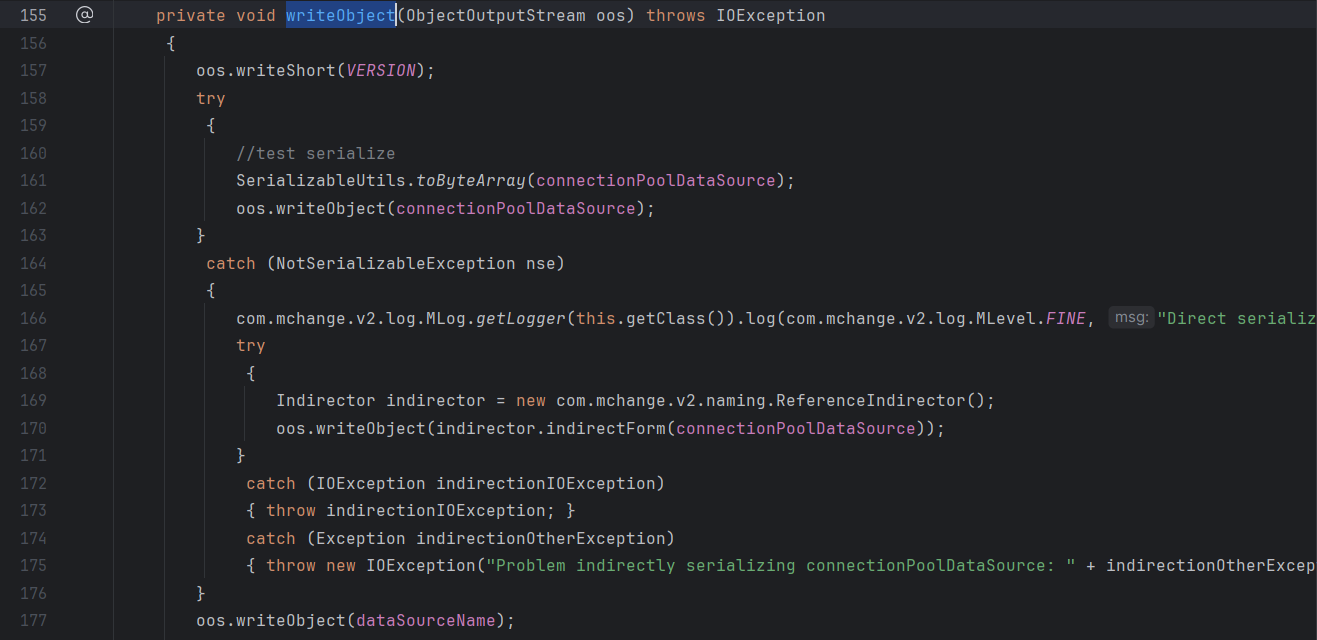 155 @ private void writeObject(ObjectOutputStream oos) throws IOException
156 {
157 oos.writeShort(VERSION);
158 try
159 {
160 //test serialize
161 SerializableUtils.toByteArray(connectionPoolDataSource);
162 oos.writeObject(connectionPoolDataSource);
163 }
164 catch (NotSerializableException nse)
165 {
166 com.mchange.v2.log.MLog.getLogger(this.getClass()).log(com.mchange.v2.log.MLevel.FINE, msg: "Direct serializ
167 try
168 {
169 Indirector indirector = new com.mchange.v2.naming.ReferenceIndirector();
170 oos.writeObject(indirector.indirectForm(connectionPoolDataSource));
171 }
172 catch (IOException indirectionIOException)
173 { throw indirectionIOException; }
174 catch (Exception indirectionOtherException)
175 { throw new IOException("Problem indirectly serializing connectionPoolDataSource: " + indirectionOtherExcep
176 }
177 oos.writeObject(dataSourceName);